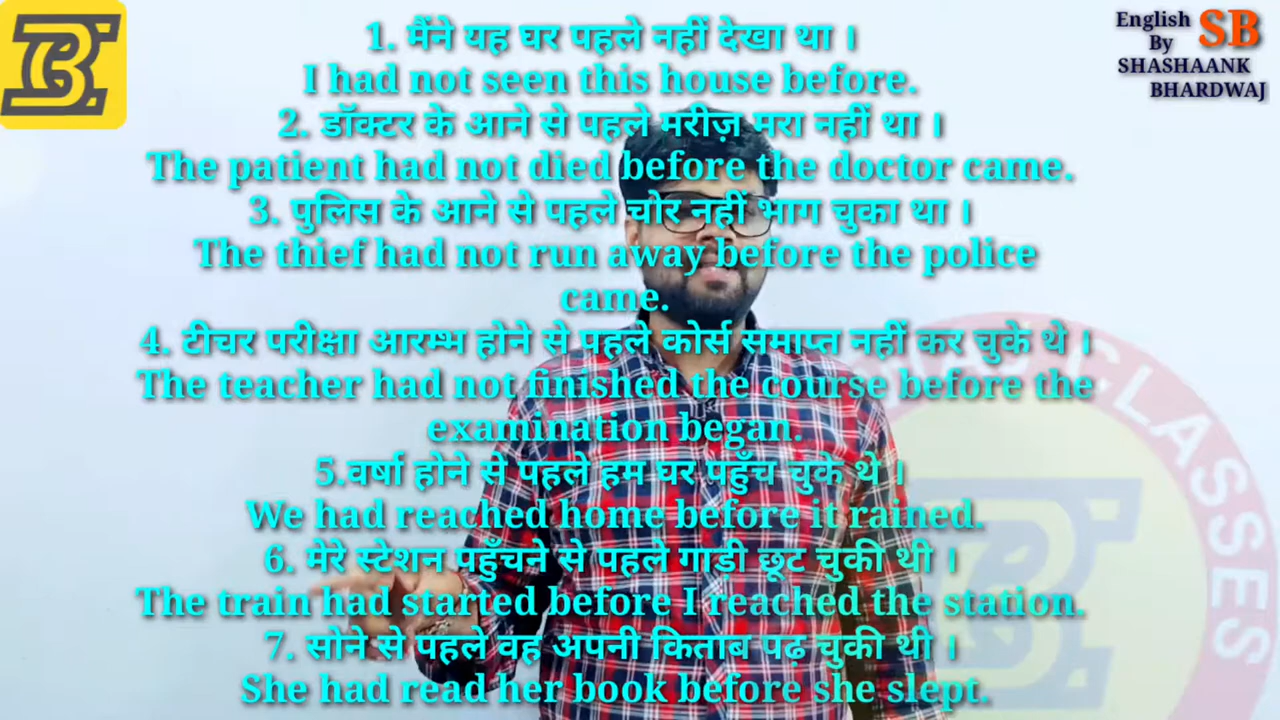 1. मैंने यह घर पहले नहीं देखा था ।
I had not seen this house before.
2. डॉक्टर के आने से पहले मरीज़ मरा नहीं था ।
The patient had not died before the doctor came.
3. पुलिस के आने से पहले चोर नहीं भाग चुका था ।
The thief had not run away before the police
came.
4. टीचर परीक्षा आरम्भ होने से पहले कोर्स समाप्त नहीं कर चुके थे ।
The teacher had not finished the course before the
examination began.
5.वर्षा होने से पहले हम घर पहुँच चुके थे ।
We had reached home before it rained.
6. मेरे स्टेशन पहुँचने से पहले गाड़ी छूट चुकी थी ।
The train had started before I reached the station.
7. सोने से पहले वह अपनी किताब पढ़ चुकी थी ।
She had read her book before she slept.
English SB
By
SHASHAANK
BHARDWAJ
CLASSES